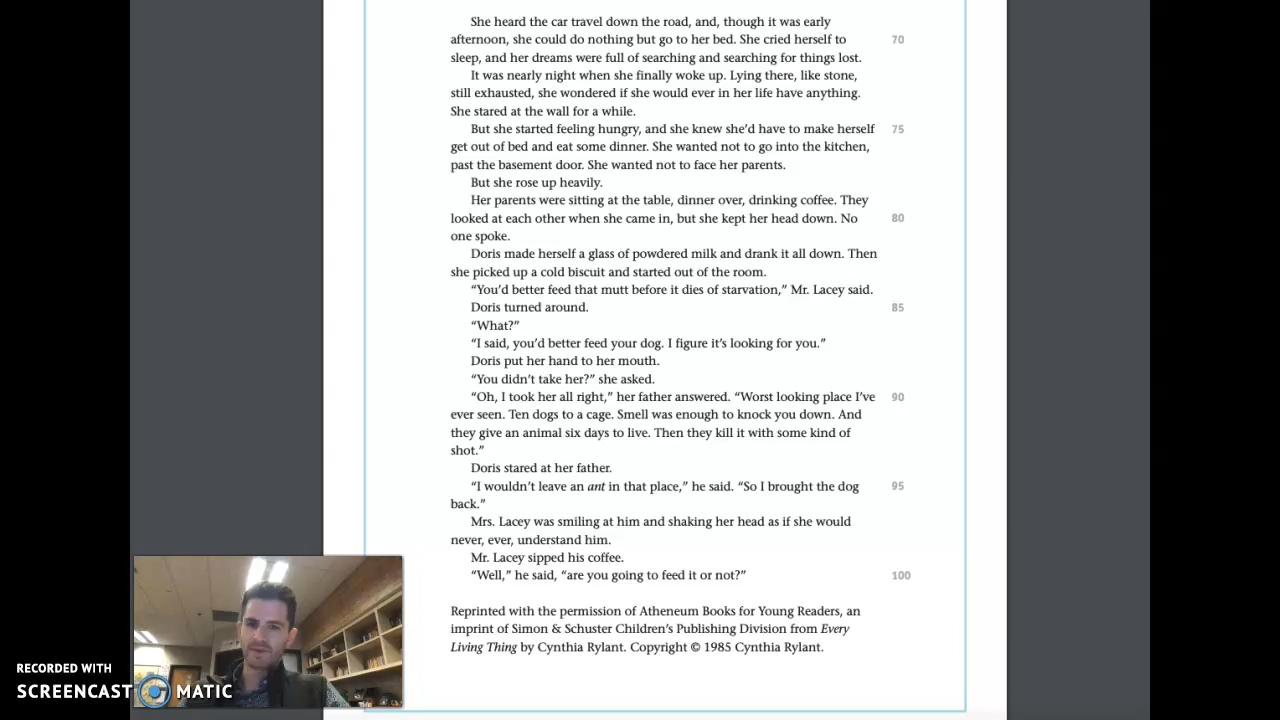 She heard the car travel down the road, and, though it was early
afternoon, she could do nothing but go to her bed. She cried herself to 70
sleep, and her dreams were full of searching and searching for things lost.
It was nearly night when she finally woke up. Lying there, like stone,
still exhausted, she wondered if she would ever in her life have anything.
She stared at the wall for a while.
But she started feeling hungry, and she knew she’d have to make herself 75
get out of bed and eat some dinner. She wanted not to go into the kitchen,
past the basement door. She wanted not to face her parents.
But she rose up heavily.
Her parents were sitting at the table, dinner over, drinking coffee. They
looked at each other when she came in, but she kept her head down. No 80
one spoke.
Doris made herself a glass of powdered milk and drank it all down. Then
she picked up a cold biscuit and started out of the room.
“You’d better feed that mutt before it dies of starvation,” Mr. Lacey said.
Doris turned around. 85
“What?”
“I said, you’d better feed your dog. I figure it’s looking for you.”
Doris put her hand to her mouth.
“You didn’t take her?” she asked.
“Oh, I took her all right,” her father answered. “Worst looking place I’ve 90
ever seen. Ten dogs to a cage. Smell was enough to knock you down. And
they give an animal six days to live. Then they kill it with some kind of
shot.”
Doris stared at her father.
“I wouldn’t leave an ant in that place,” he said. “So I brought the dog 95
back.”
Mrs. Lacey was smiling at him and shaking her head as if she would
never, ever, understand him.
Mr. Lacey sipped his coffee.
“Well,” he said, “are you going to feed it or not?” 100
Reprinted with the permission of Atheneum Books for Young Readers, an
imprint of Simon & Schuster Children’s Publishing Division from Every
Living Thing by Cynthia Rylant. Copyright © 1985 Cynthia Rylant.
RECORDED WITH
SCREENCAST MATIC